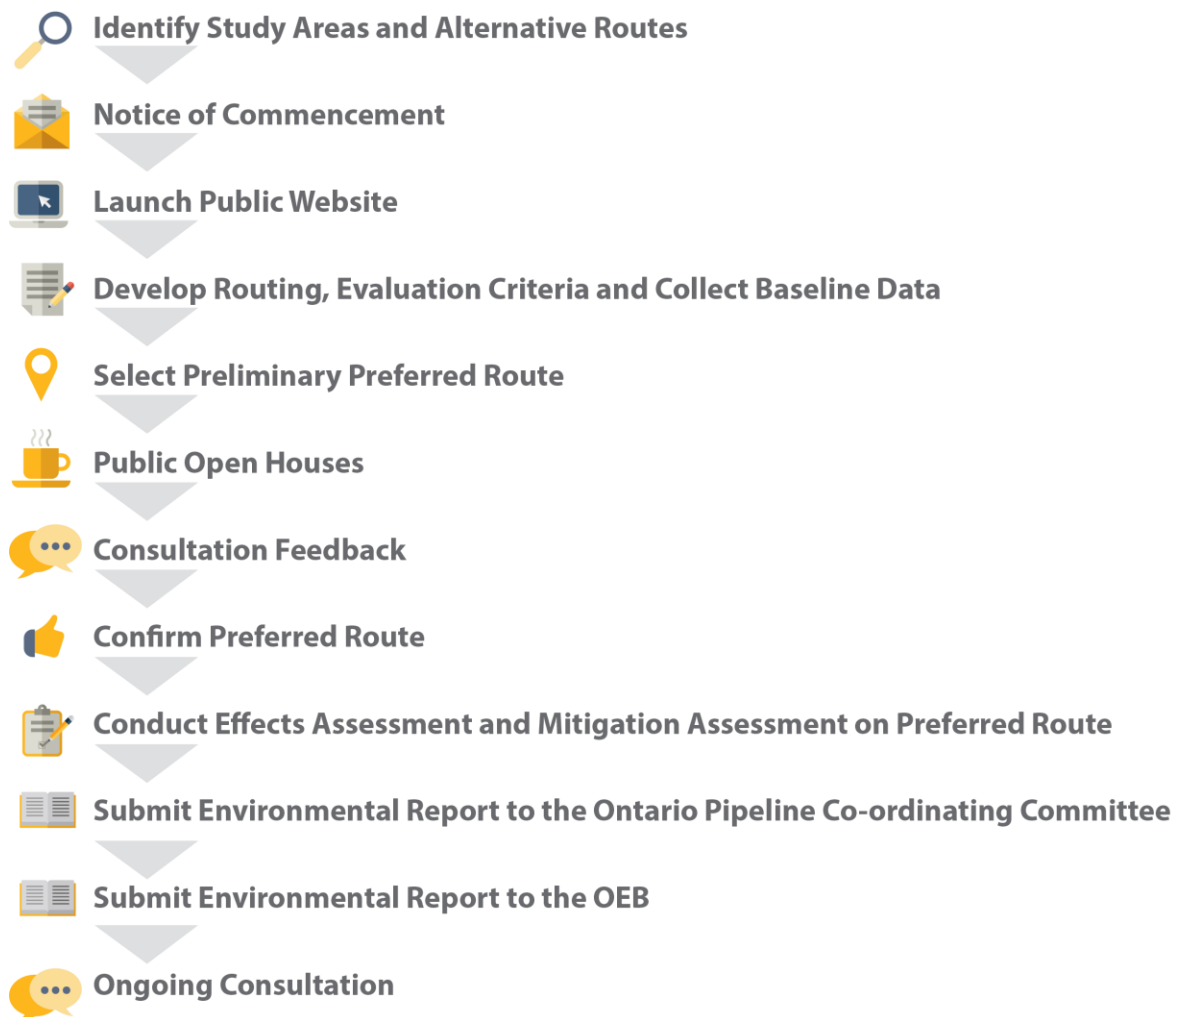 Identify Study Areas and Alternative Routes
Notice of Commencement
Launch Public Website
Develop Routing, Evaluation Criteria and Collect Baseline Data
Select Preliminary Preferred Route
Public Open Houses
Consultation Feedback
Confirm Preferred Route
Conduct Effects Assessment and Mitigation Assessment on Preferred Route
Submit Environmental Report to the Ontario Pipeline Co-ordinating Committee
Submit Environmental Report to the OEB
Ongoing Consultation